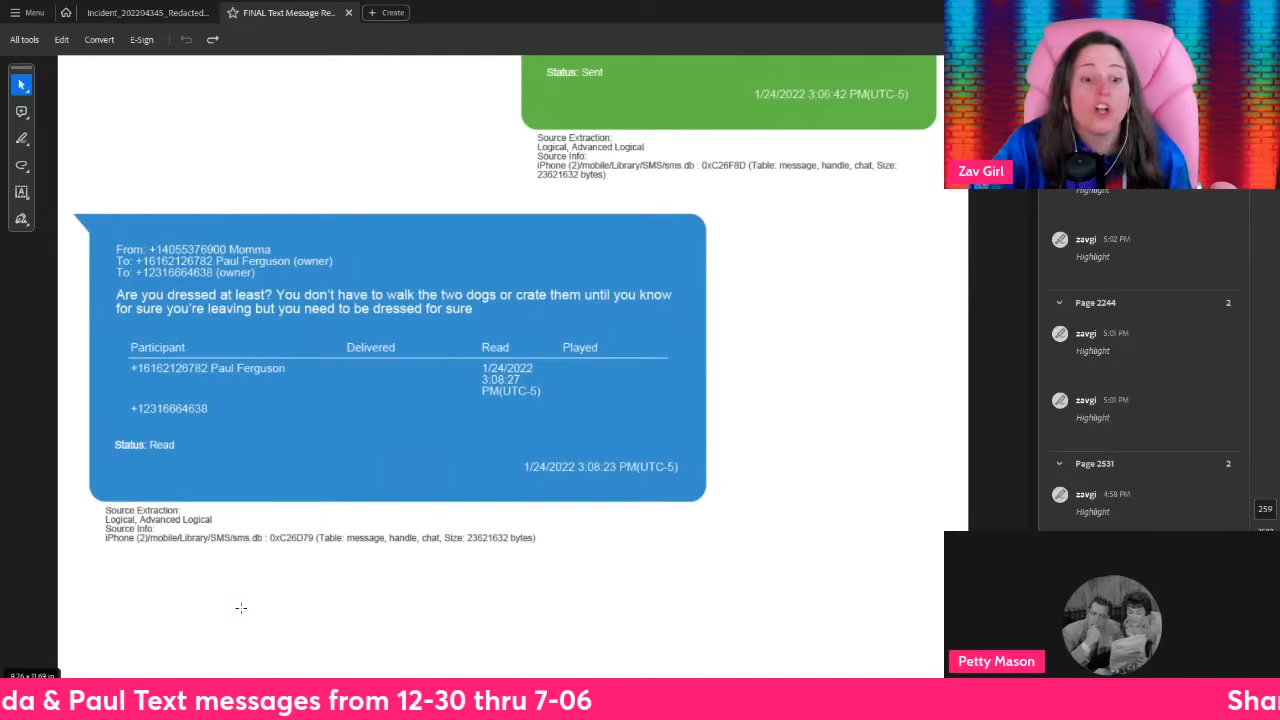 Menu
Incident_202204345_Redacted...
FINAL Text Message Re...
Create
All tools
Edit
Convert
E-Sign
Status: Sent
1/24/2022 3:06:42 PM(UTC-5)
Source Extraction:
Logical, Advanced Logical
Source Info:
iPhone (2)/mobile/Library/SMS/sms.db : 0xC26F8D (Table: message, handle, chat, Size:
23621632 bytes)
From: +14055376900 Momma
To: +16162126782 Paul Ferguson (owner)
To: +12316664638 (owner)
Are you dressed at least? You don't have to walk the two dogs or crate them until you know
for sure you're leaving but you need to be dressed for sure
Participant Delivered Read Played
+16162126782 Paul Ferguson 1/24/2022
3:08:27
PM(UTC-5)
+12316664638
Status: Read
1/24/2022 3:08:23 PM(UTC-5)
Source Extraction:
Logical, Advanced Logical
Source Info:
iPhone (2)/mobile/Library/SMS/sms.db : 0xC26D79 (Table: message, handle, chat, Size: 23621632 bytes)
8.26 x 11.69 in
Zav Girl
Highlight
zavgi 5:02 PM
Highlight
Page 2244 2
zavgi 5:01 PM
Highlight
zavgi 5:01 PM
Highlight
Page 2531 2
zavgi 4:58 PM
Highlight
259
Petty Mason
da & Paul Text messages from 12-30 thru 7-06
Shar